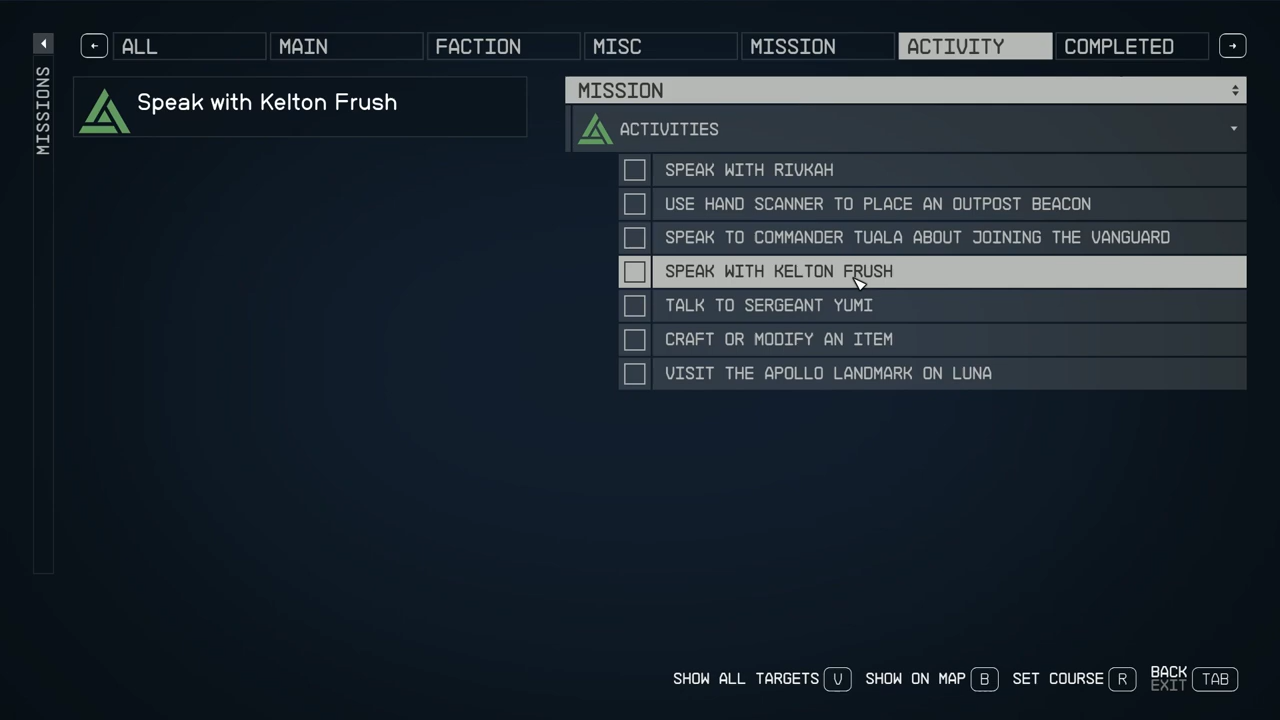 ALL MAIN FACTION MISC MISSION ACTIVITY COMPLETED
MISSIONS
Speak with Kelton Frush
MISSION
ACTIVITIES
SPEAK WITH RIVKAH
USE HAND SCANNER TO PLACE AN OUTPOST BEACON
SPEAK TO COMMANDER TUALA ABOUT JOINING THE VANGUARD
SPEAK WITH KELTON FRUSH
TALK TO SERGEANT YUMI
CRAFT OR MODIFY AN ITEM
VISIT THE APOLLO LANDMARK ON LUNA
SHOW ALL TARGETS V SHOW ON MAP B SET COURSE R BACK TAB
EXIT